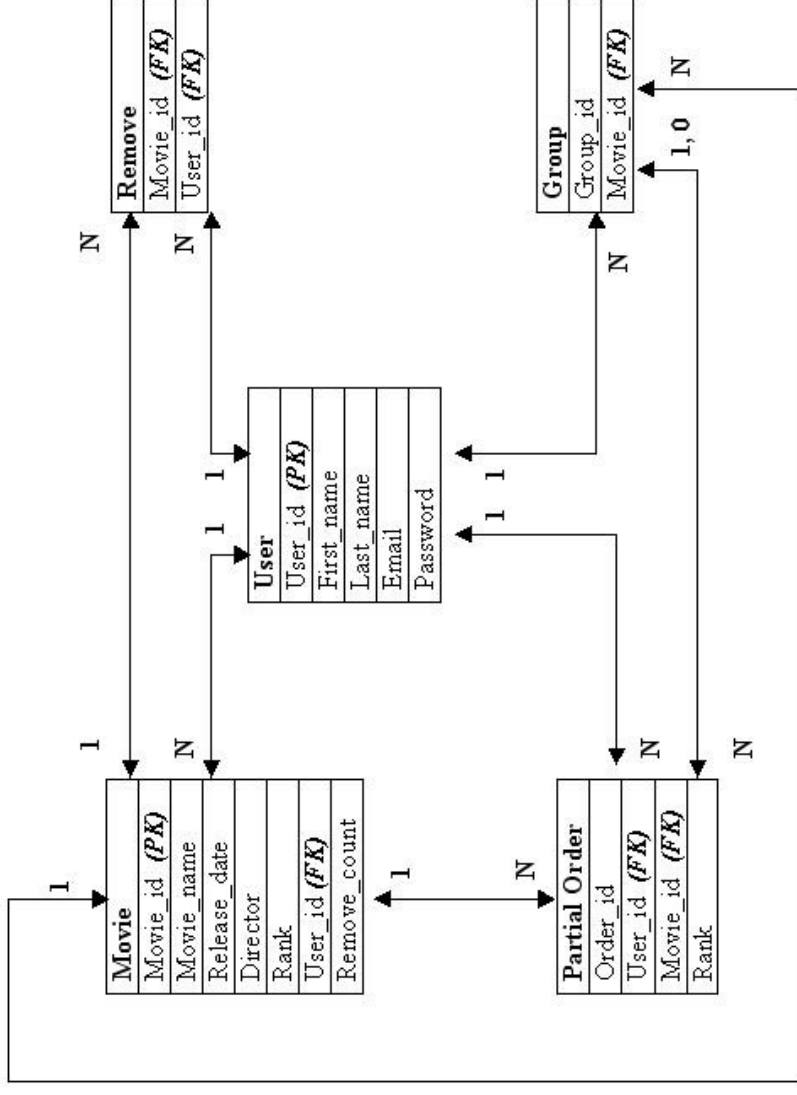 Movie
Movie_id (PK)
Movie_name
Release_date
Director
Rank
User_id (FK)
Remove_count
User
User_id (PK)
First_name
Last_name
Email
Password
Remove
Movie_id (FK)
User_id (FK)
Partial Order
Order_id
User_id (FK)
Movie_id (FK)
Rank
Group
Group_id
Movie_id (FK)
1
1
N
N
1
1
N
1
N
1
1
N
N
N
1, 0
N